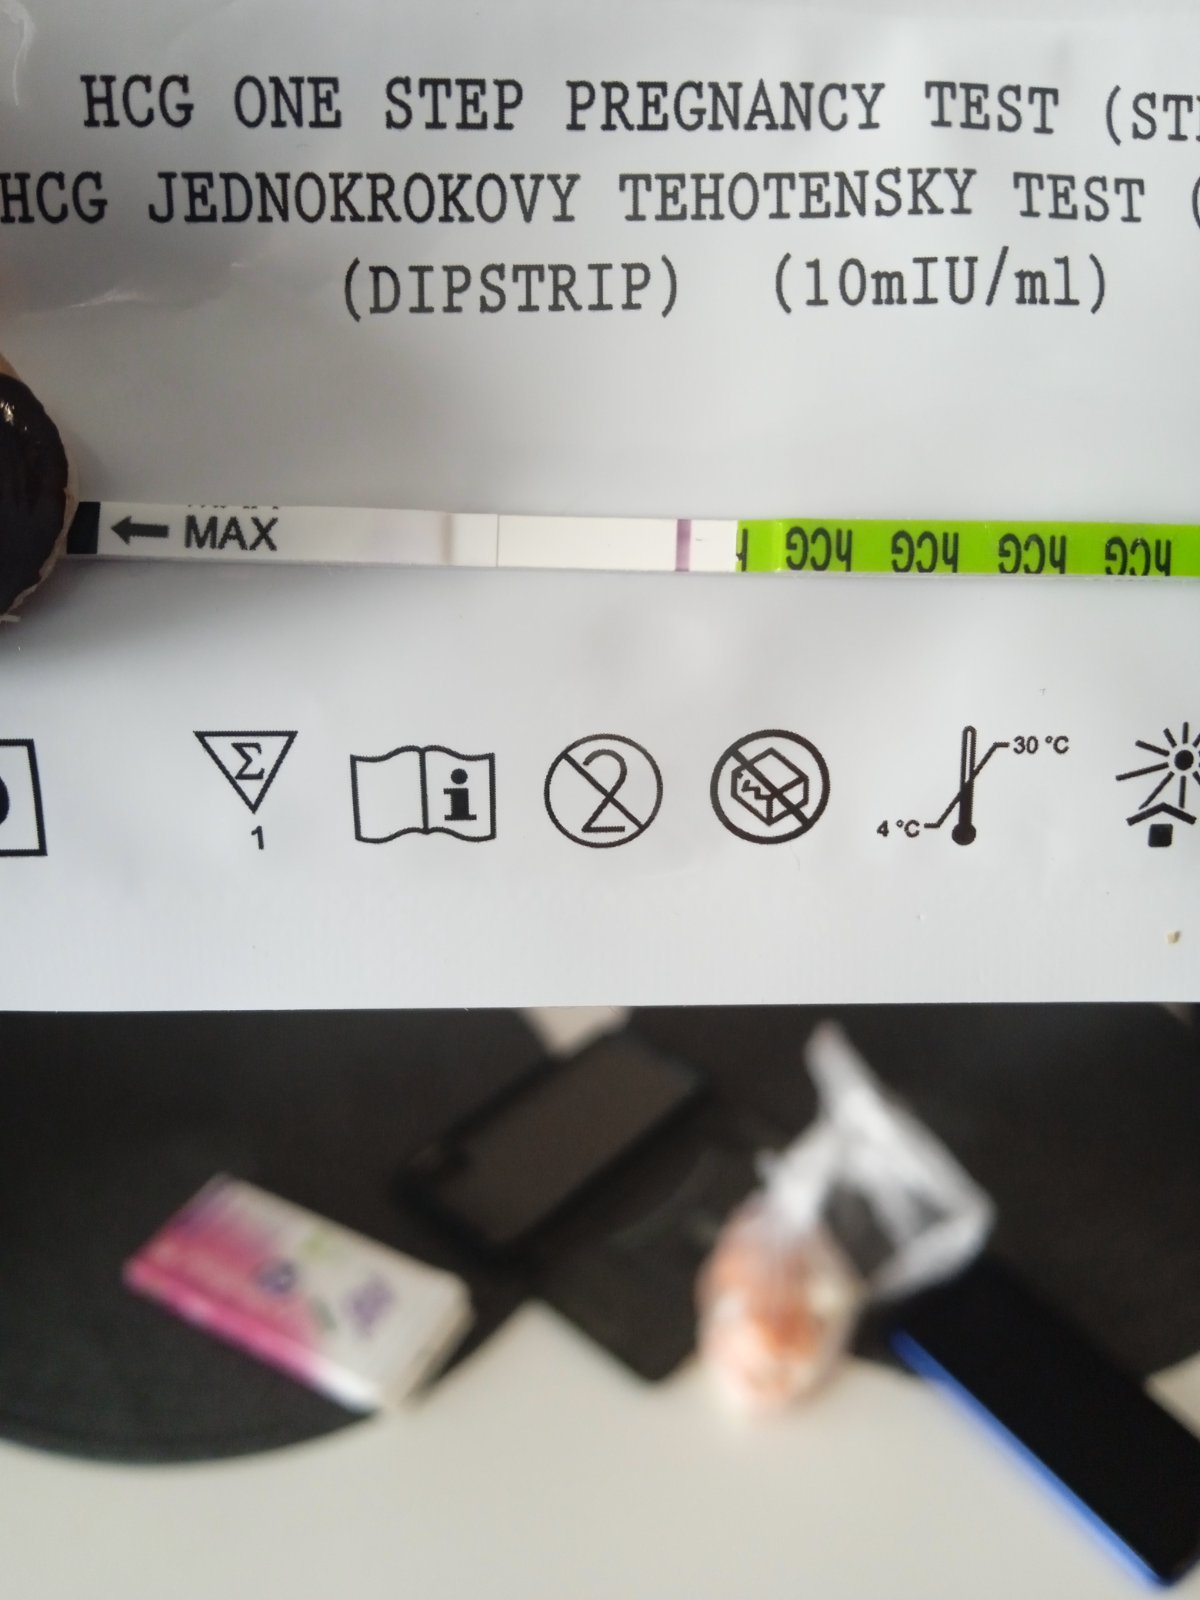 HCG ONE STEP PREGNANCY TEST
HCG JEDNOKROKOVY TEHOTENSKY TEST
(DIPSTRIP) (10mIU/ml)
MAX
hCG hCG hCG hCG
Σ
1
i
2
4 °C
30 °C